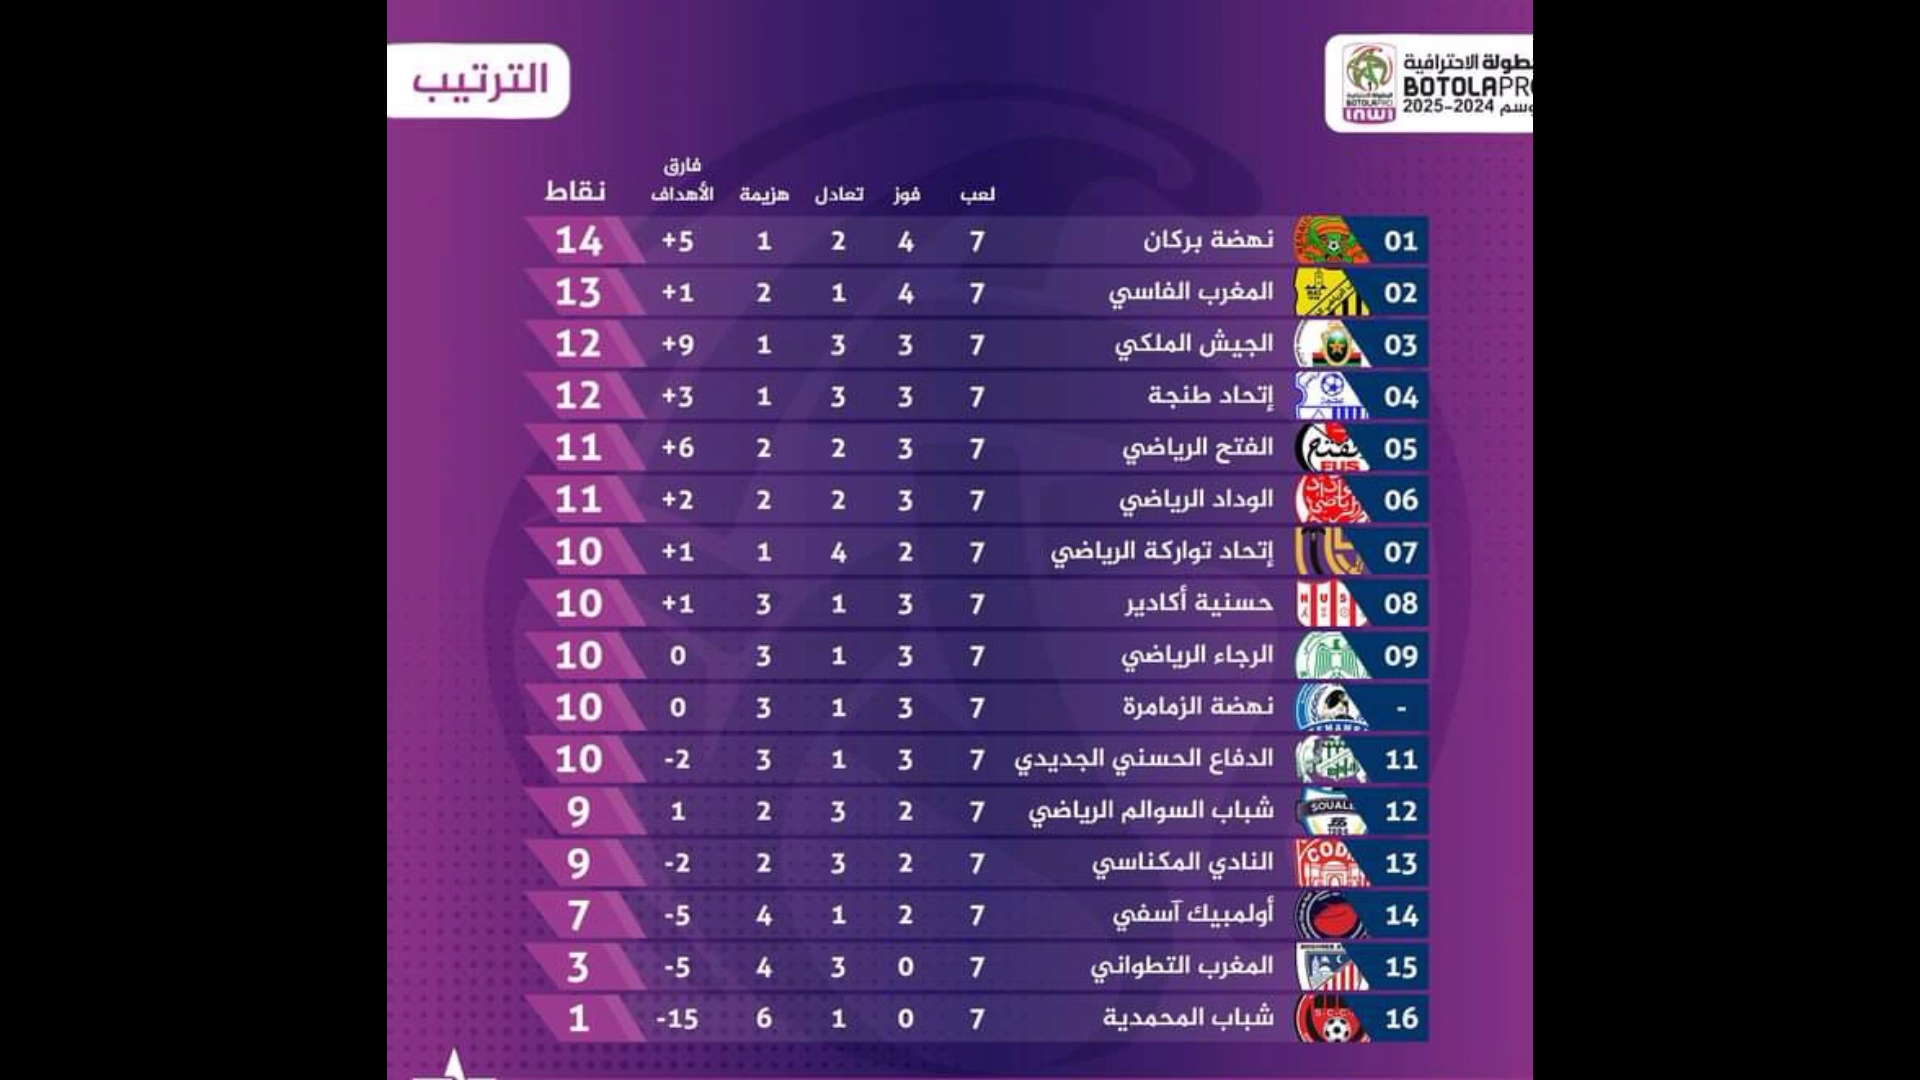 الترتيب
البطولة الاحترافية
BOTOLAPRO
2025-2024
BOTOLAPRO
inwi
لعب فوز تعادل هزيمة فارق الأهداف نقاط
01 نهضة بركان 7 4 2 1 +5 14
02 المغرب الفاسي 7 4 1 2 +1 13
03 الجيش الملكي 7 3 3 1 +9 12
04 إتحاد طنجة 7 3 3 1 +3 12
05 الفتح الرياضي 7 3 2 2 +6 11
06 الوداد الرياضي 7 3 2 2 +2 11
07 إتحاد تواركة الرياضي 7 2 4 1 +1 10
08 حسنية أكادير 7 3 1 3 +1 10
09 الرجاء الرياضي 7 3 1 3 0 10
- نهضة الزمامرة 7 3 1 3 0 10
11 الدفاع الحسني الجديدي 7 3 1 3 -2 10
12 شباب السوالم الرياضي 7 2 3 2 1 9
13 النادي المكناسي 7 2 3 2 -2 9
14 أولمبيك آسفي 7 2 1 4 -5 7
15 المغرب التطواني 7 0 3 4 -5 3
16 شباب المحمدية 7 0 1 6 -15 1